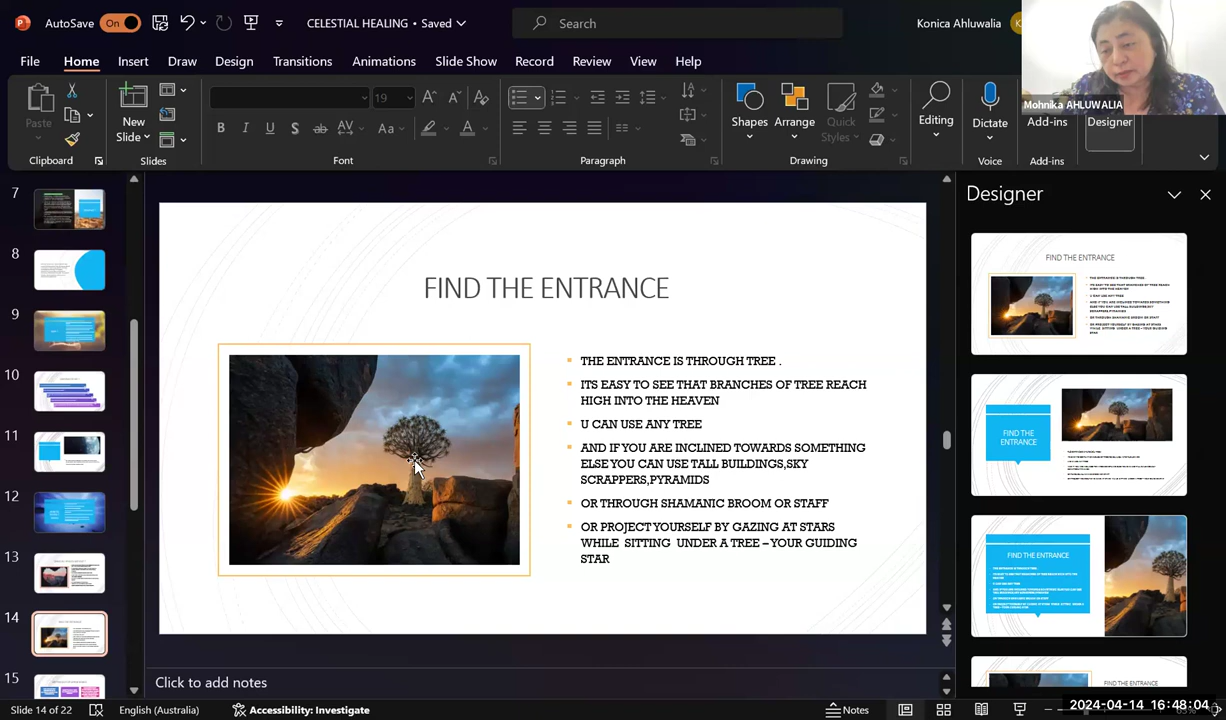 AutoSave On CELESTIAL HEALING • Saved Search Konica Ahluwalia
File Home Insert Draw Design Transitions Animations Slide Show Record Review View Help
Mohnika AHLUWALIA
19
Paste New Slide Shapes Arrange Quick Styles Editing Dictate Add-ins Designer
Clipboard Slides Font Paragraph Drawing Voice Add-ins
7
8
9
10
11
12
13
14
15
FIND THE ENTRANCE
THE ENTRANCE IS THROUGH TREE .
ITS EASY TO SEE THAT BRANCHES OF TREE REACH
HIGH INTO THE HEAVEN
U CAN USE ANY TREE
AND IF YOU ARE INCLINED TOWARDS SOMETHING
ELSE YOU CAN USE TALL BUILDINGS,SKY
SCRAPPERS,PYRAMIDS
OR THROUGH SHAMANIC BROOM OR STAFF
OR PROJECT YOURSELF BY GAZING AT STARS
WHILE SITTING UNDER A TREE – YOUR GUIDING
STAR
Designer
FIND THE ENTRANCE
FIND THE
ENTRANCE
FIND THE ENTRANCE
FIND THE ENTRANCE
Click to add notes
Slide 14 of 22 English (Australia) Accessibility: Investigate Notes
2024-04-14 16:48:04